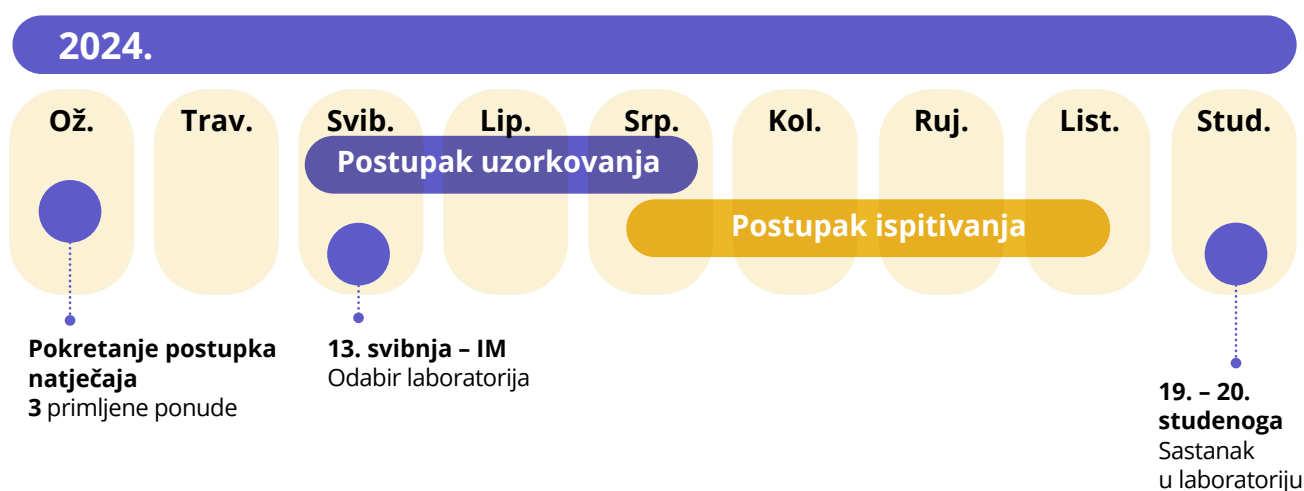 2024.
Ož. Trav. Svib. Lip. Srp. Kol. Ruj. List. Stud.
Postupak uzorkovanja
Postupak ispitivanja
Pokretanje postupka
natječaja
3 primljene ponude
13. svibnja – IM
Odabir laboratorija
19. – 20.
studenoga
Sastanak
u laboratoriju